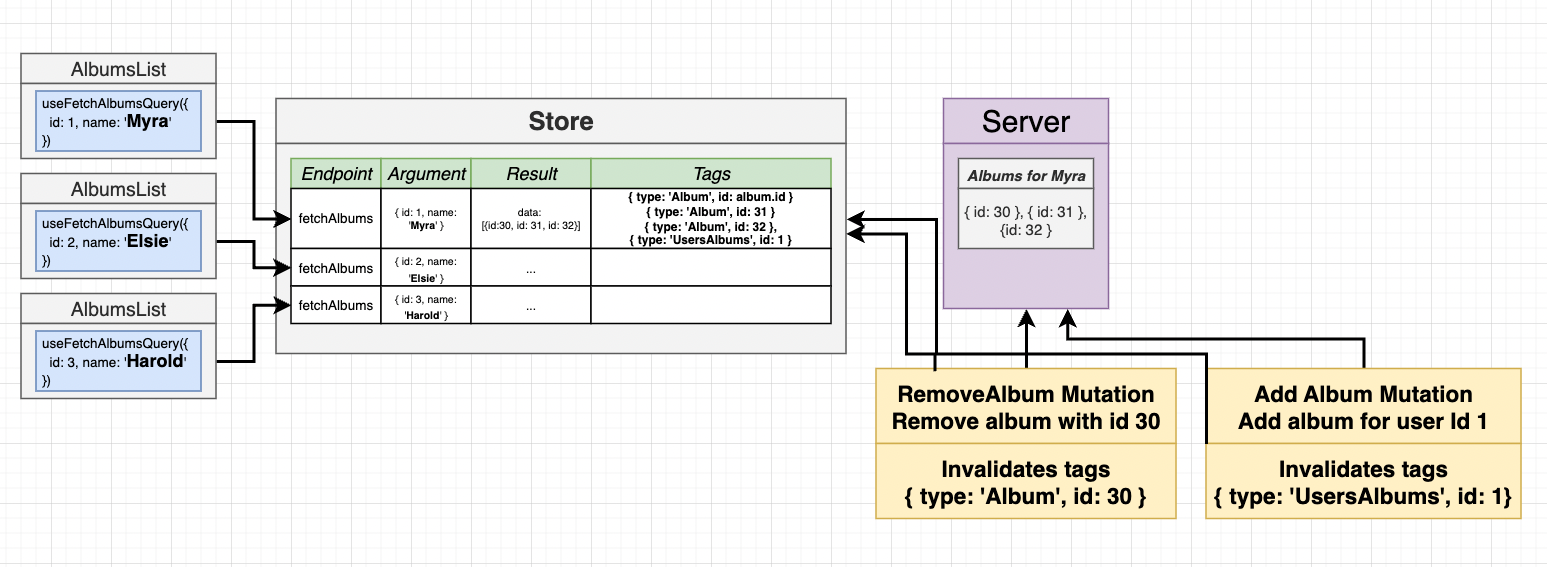 AlbumsList
useFetchAlbumsQuery({
id: 1, name: 'Myra'
})
AlbumsList
useFetchAlbumsQuery({
id: 2, name: 'Elsie'
})
AlbumsList
useFetchAlbumsQuery({
id: 3, name: 'Harold'
})
Store
Endpoint Argument Result Tags
fetchAlbums
{ id: 1, name:
'Myra' }
data:
[{id:30, id: 31, id: 32}]
{ type: 'Album', id: album.id }
{ type: 'Album', id: 31 }
{ type: 'Album', id: 32 },
{ type: 'UsersAlbums', id: 1 }
fetchAlbums
{ id: 2, name:
'Elsie' }
...
fetchAlbums
{ id: 3, name:
'Harold' }
...
Server
Albums for Myra
{ id: 30 }, { id: 31 },
{id: 32 }
RemoveAlbum Mutation
Remove album with id 30
Invalidates tags
{ type: 'Album', id: 30 }
Add Album Mutation
Add album for user Id 1
Invalidates tags
{ type: 'UsersAlbums', id: 1}